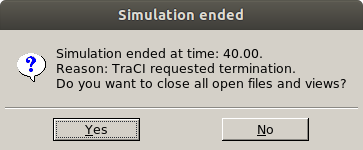 Simulation ended
Simulation ended at time: 40.00.
Reason: TraCI requested termination.
Do you want to close all open files and views?
Yes
No